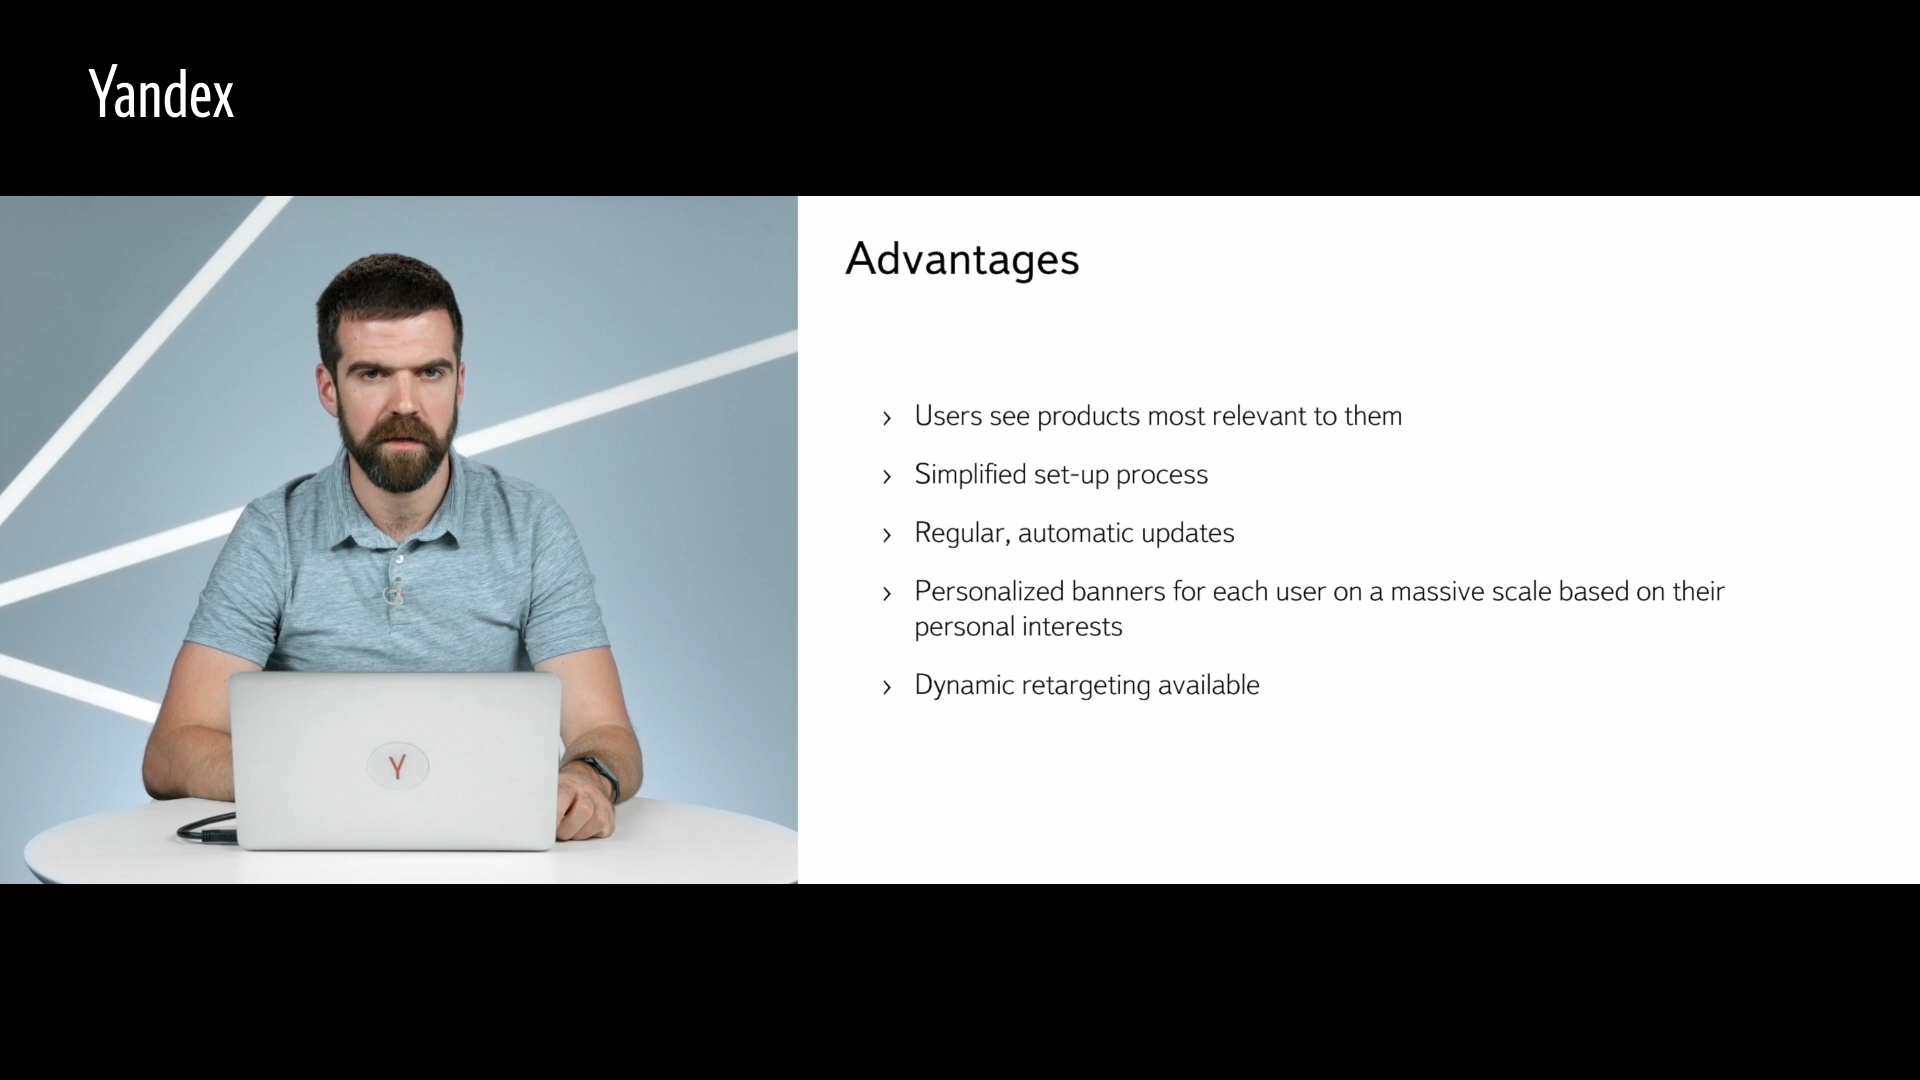 Yandex
Advantages
› Users see products most relevant to them
› Simplified set-up process
› Regular, automatic updates
› Personalized banners for each user on a massive scale based on their
personal interests
› Dynamic retargeting available
Y